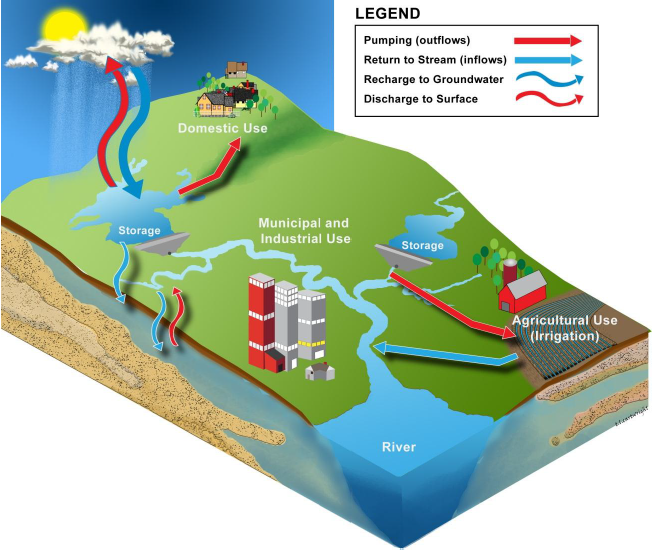 LEGEND
Pumping (outflows)
Return to Stream (inflows)
Recharge to Groundwater
Discharge to Surface
Domestic Use
Storage
Municipal and
Industrial Use
Storage
Agricultural Use
(Irrigation)
River